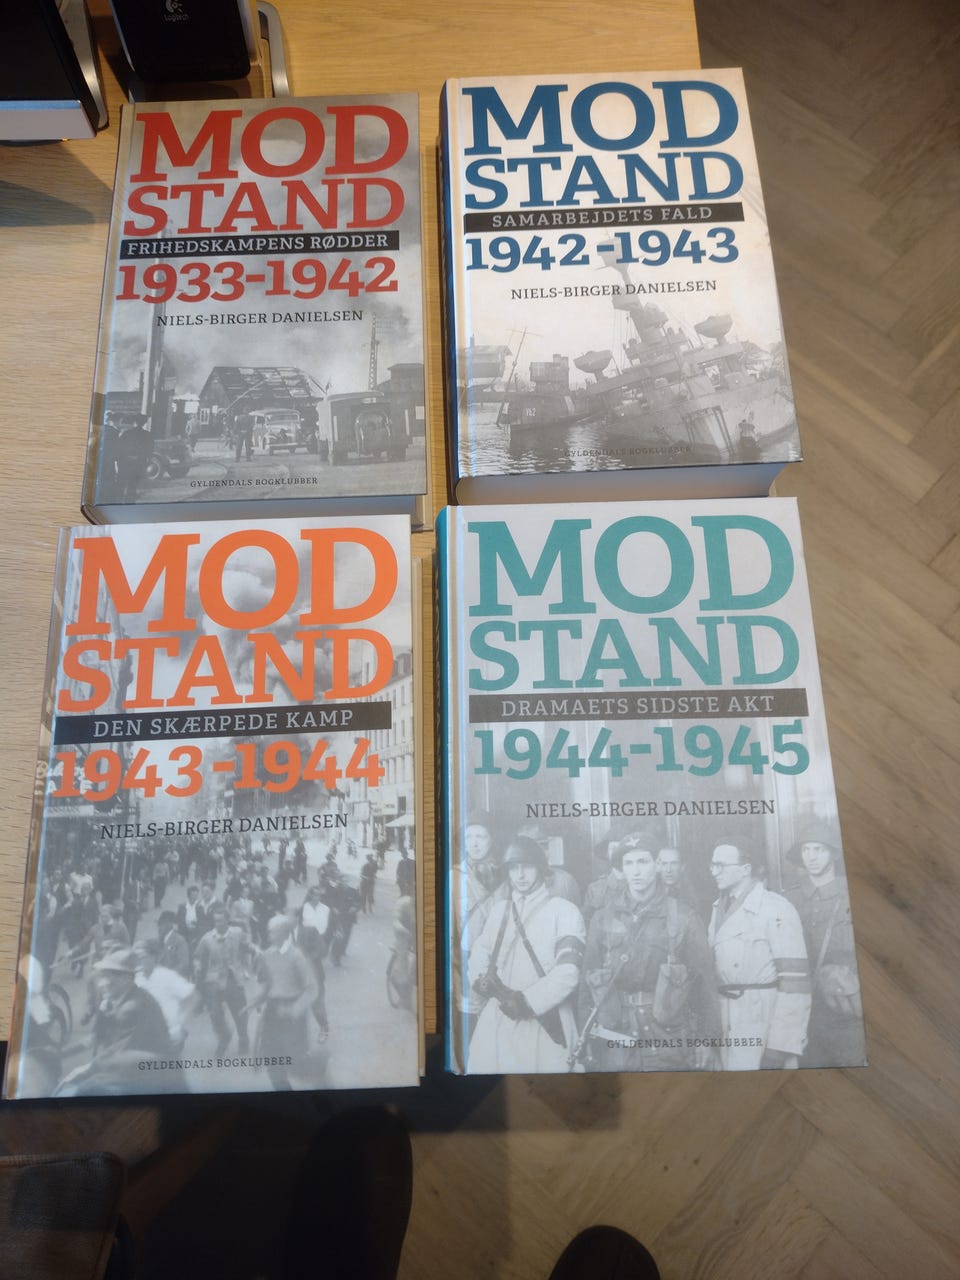 Logitech
MOD
STAND
FRIHEDSKAMPENS RØDDER
1933-1942
NIELS-BIRGER DANIELSEN
GYLDENDALS BOGKLUBBER
MOD
STAND
SAMARBEJDETS FALD
1942-1943
NIELS-BIRGER DANIELSEN
V62
GYLDENDALS BOGKLUBBER
MOD
STAND
DEN SKÆRPEDE KAMP
1943-1944
NIELS-BIRGER DANIELSEN
GYLDENDALS BOGKLUBBER
MOD
STAND
DRAMAETS SIDSTE AKT
1944-1945
NIELS-BIRGER DANIELSEN
GYLDENDALS BOGKLUBBER